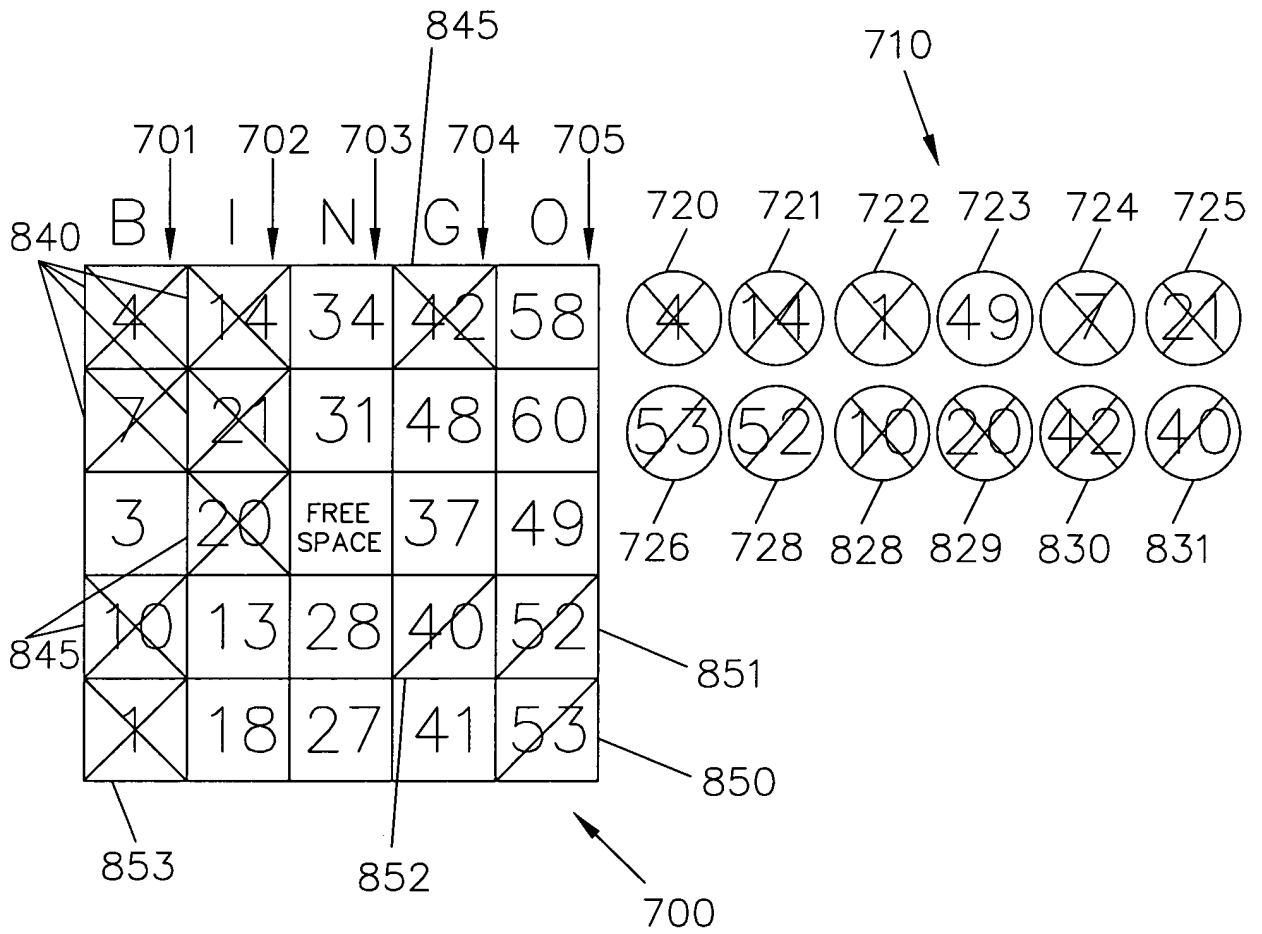 845
710
701 702 703 704 705
720 721 722 723 724 725
B I N G O
840
4 14 34 42 58
4 14 1 49 7 21
7 21 31 48 60
53 52 10 20 42 40
3 20 FREE SPACE 37 49
726 728 828 829 830 831
10 13 28 40 52
845
851
1 18 27 41 53
850
853
852
700